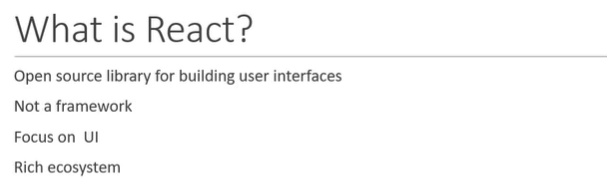 What is React?
Open source library for building user interfaces
Not a framework
Focus on  UI
Rich ecosystem